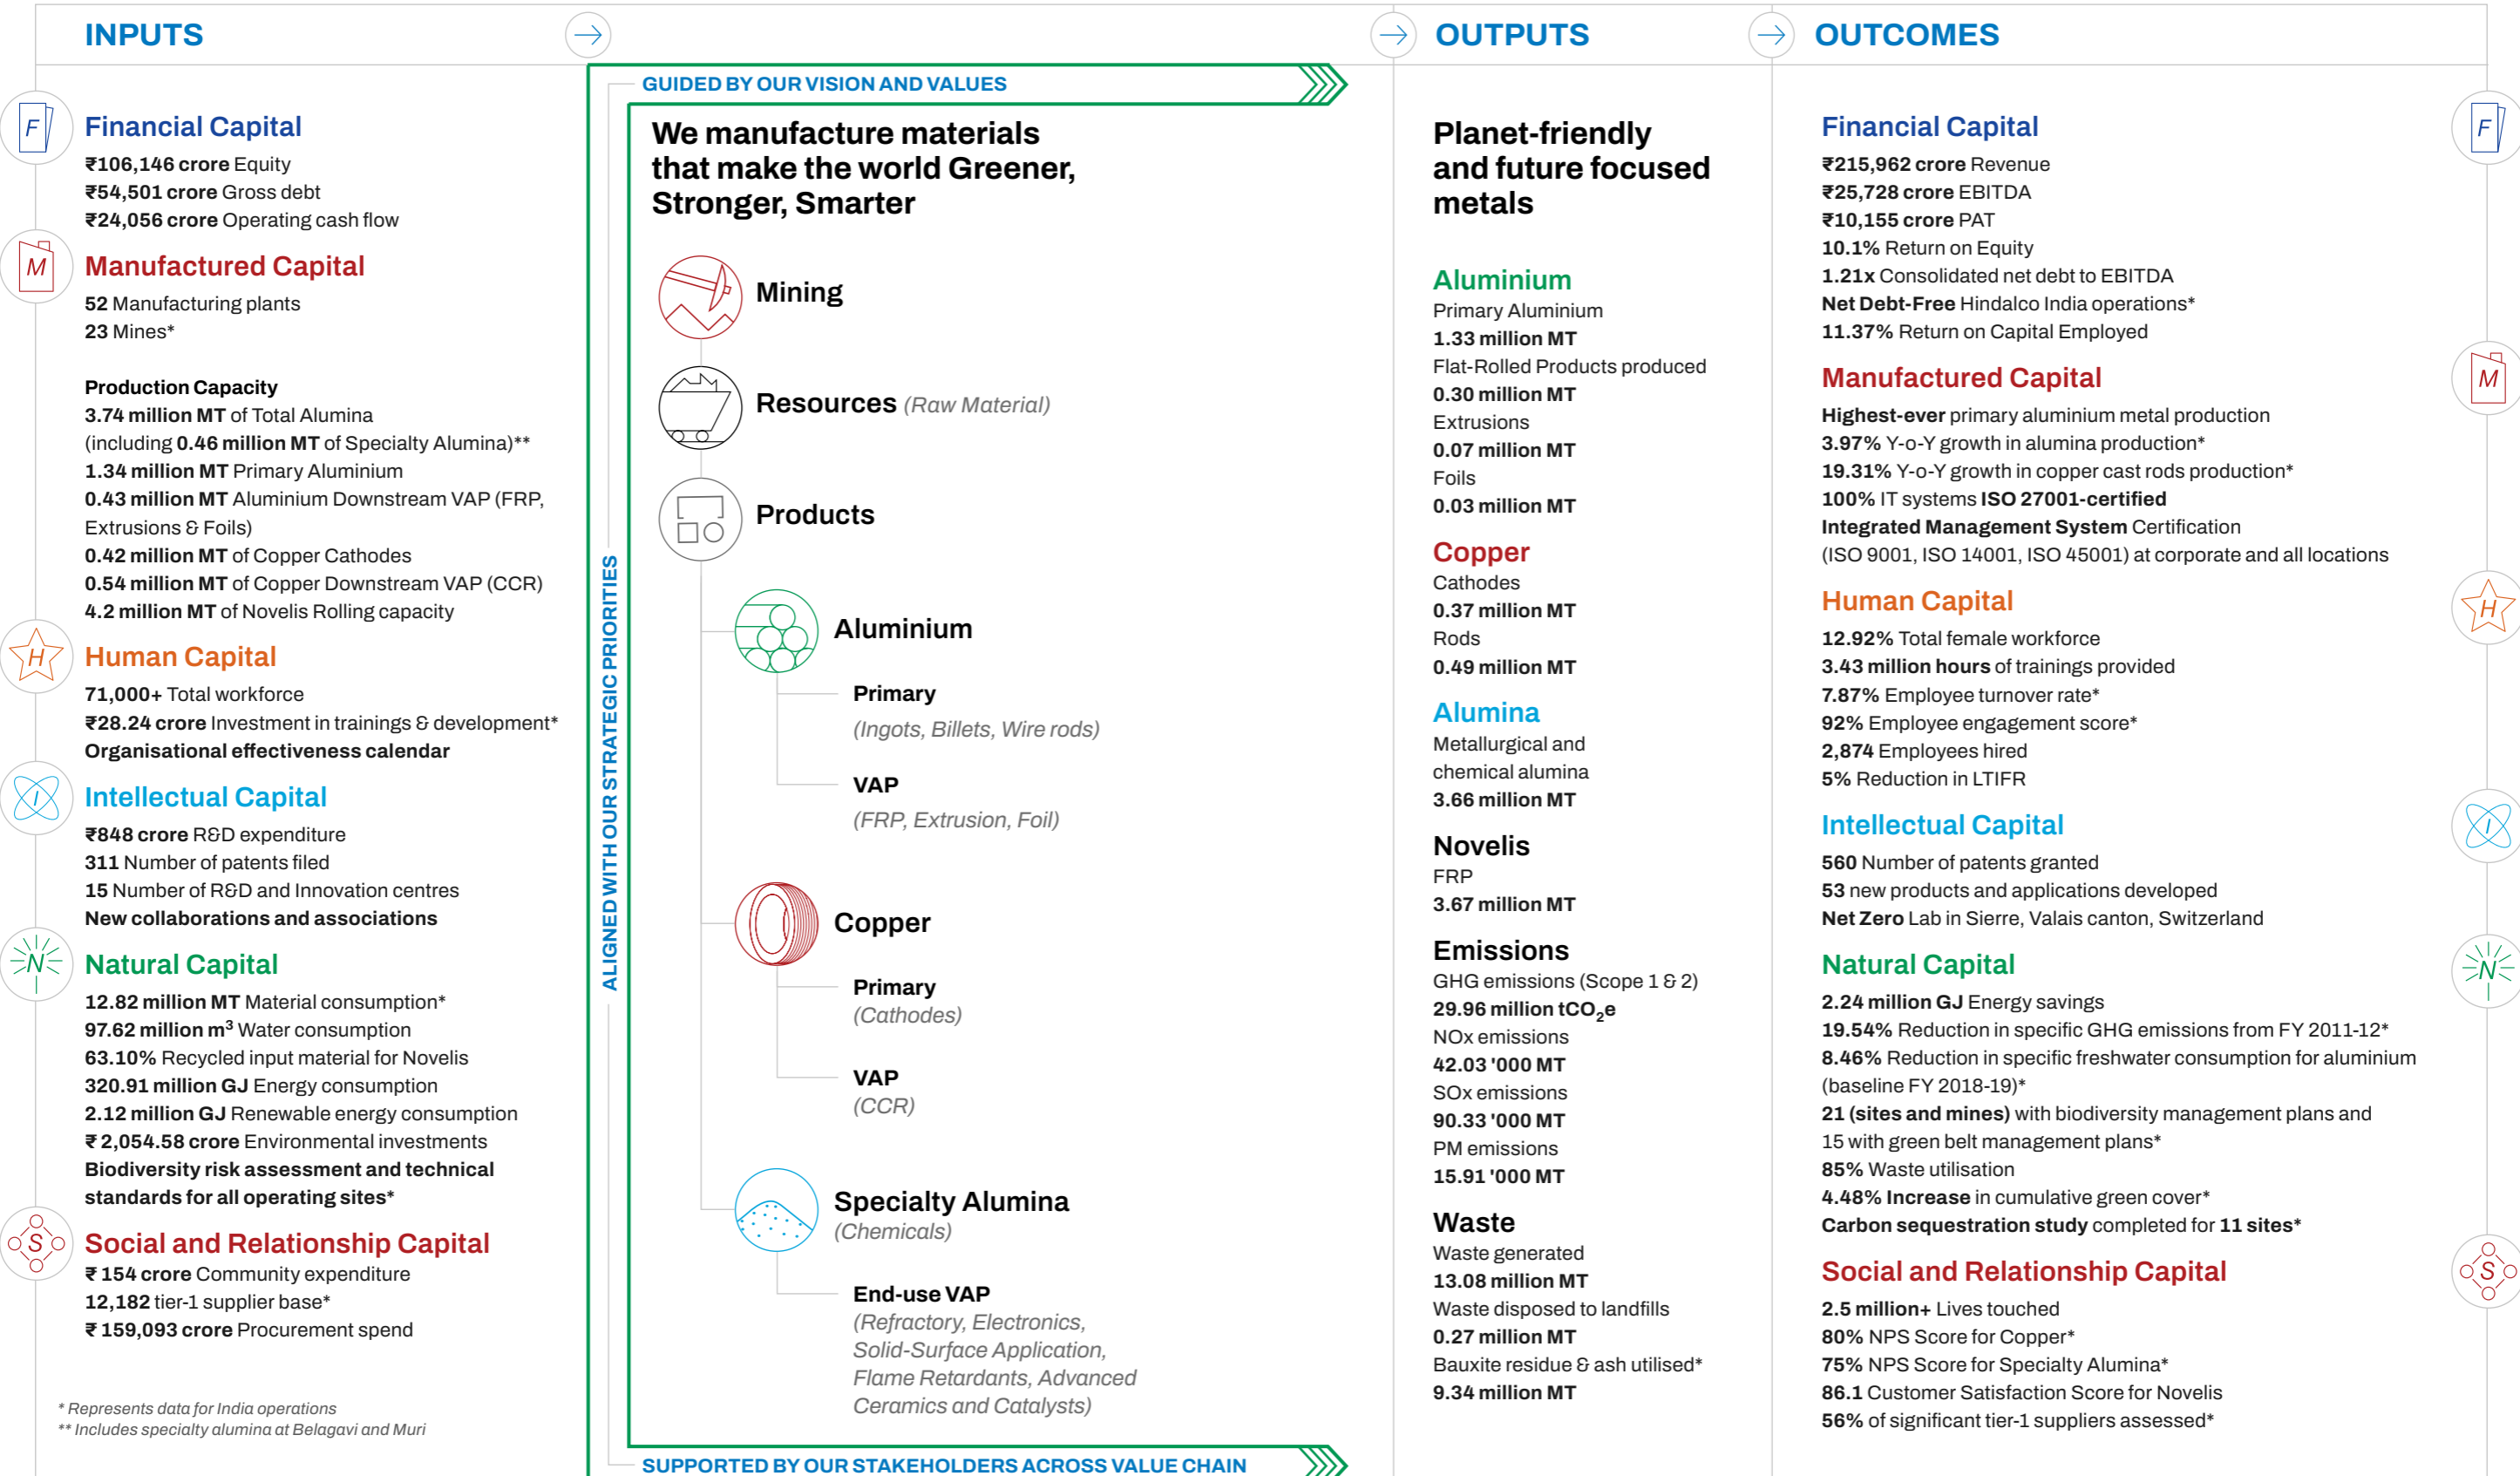 INPUTS
F
Financial Capital
₹106,146 crore Equity
₹54,501 crore Gross debt
₹24,056 crore Operating cash flow
M
Manufactured Capital
52 Manufacturing plants
23 Mines*
Production Capacity
3.74 million MT of Total Alumina
(including 0.46 million MT of Specialty Alumina)**
1.34 million MT Primary Aluminium
0.43 million MT Aluminium Downstream VAP (FRP,
Extrusions & Foils)
0.42 million MT of Copper Cathodes
0.54 million MT of Copper Downstream VAP (CCR)
4.2 million MT of Novelis Rolling capacity
H
Human Capital
71,000+ Total workforce
₹28.24 crore Investment in trainings & development*
Organisational effectiveness calendar
I
Intellectual Capital
₹848 crore R&D expenditure
311 Number of patents filed
15 Number of R&D and Innovation centres
New collaborations and associations
N
Natural Capital
12.82 million MT Material consumption*
97.62 million m³ Water consumption
63.10% Recycled input material for Novelis
320.91 million GJ Energy consumption
2.12 million GJ Renewable energy consumption
₹ 2,054.58 crore Environmental investments
Biodiversity risk assessment and technical
standards for all operating sites*
S
Social and Relationship Capital
₹ 154 crore Community expenditure
12,182 tier-1 supplier base*
₹ 159,093 crore Procurement spend
* Represents data for India operations
** Includes specialty alumina at Belagavi and Muri
GUIDED BY OUR VISION AND VALUES
ALIGNED WITH OUR STRATEGIC PRIORITIES
We manufacture materials
that make the world Greener,
Stronger, Smarter
Mining
Resources (Raw Material)
Products
Aluminium
Primary
(Ingots, Billets, Wire rods)
VAP
(FRP, Extrusion, Foil)
Copper
Primary
(Cathodes)
VAP
(CCR)
Specialty Alumina
(Chemicals)
End-use VAP
(Refractory, Electronics,
Solid-Surface Application,
Flame Retardants, Advanced
Ceramics and Catalysts)
SUPPORTED BY OUR STAKEHOLDERS ACROSS VALUE CHAIN
OUTPUTS
Planet-friendly
and future focused
metals
Aluminium
Primary Aluminium
1.33 million MT
Flat-Rolled Products produced
0.30 million MT
Extrusions
0.07 million MT
Foils
0.03 million MT
Copper
Cathodes
0.37 million MT
Rods
0.49 million MT
Alumina
Metallurgical and
chemical alumina
3.66 million MT
Novelis
FRP
3.67 million MT
Emissions
GHG emissions (Scope 1 & 2)
29.96 million tCO₂e
NOx emissions
42.03 '000 MT
SOx emissions
90.33 '000 MT
PM emissions
15.91 '000 MT
Waste
Waste generated
13.08 million MT
Waste disposed to landfills
0.27 million MT
Bauxite residue & ash utilised*
9.34 million MT
OUTCOMES
F
Financial Capital
₹215,962 crore Revenue
₹25,728 crore EBITDA
₹10,155 crore PAT
10.1% Return on Equity
1.21x Consolidated net debt to EBITDA
Net Debt-Free Hindalco India operations*
11.37% Return on Capital Employed
M
Manufactured Capital
Highest-ever primary aluminium metal production
3.97% Y-o-Y growth in alumina production*
19.31% Y-o-Y growth in copper cast rods production*
100% IT systems ISO 27001-certified
Integrated Management System Certification
(ISO 9001, ISO 14001, ISO 45001) at corporate and all locations
H
Human Capital
12.92% Total female workforce
3.43 million hours of trainings provided
7.87% Employee turnover rate*
92% Employee engagement score*
2,874 Employees hired
5% Reduction in LTIFR
I
Intellectual Capital
560 Number of patents granted
53 new products and applications developed
Net Zero Lab in Sierre, Valais canton, Switzerland
N
Natural Capital
2.24 million GJ Energy savings
19.54% Reduction in specific GHG emissions from FY 2011-12*
8.46% Reduction in specific freshwater consumption for aluminium
(baseline FY 2018-19)*
21 (sites and mines) with biodiversity management plans and
15 with green belt management plans*
85% Waste utilisation
4.48% Increase in cumulative green cover*
Carbon sequestration study completed for 11 sites*
S
Social and Relationship Capital
2.5 million+ Lives touched
80% NPS Score for Copper*
75% NPS Score for Specialty Alumina*
86.1 Customer Satisfaction Score for Novelis
56% of significant tier-1 suppliers assessed*